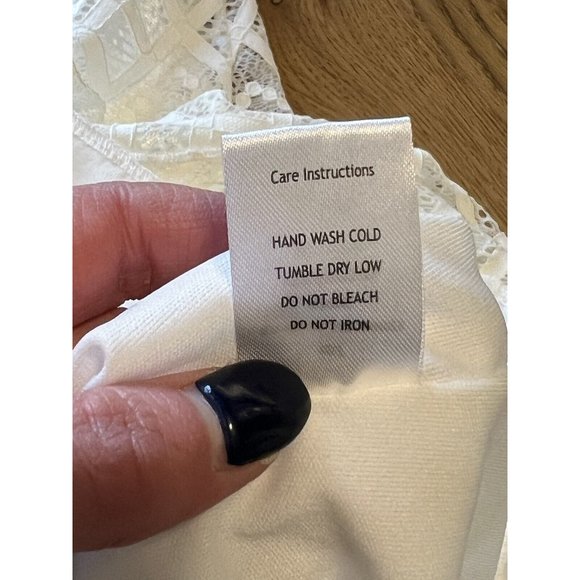 Care Instructions
HAND WASH COLD
TUMBLE DRY LOW
DO NOT BLEACH
DO NOT IRON